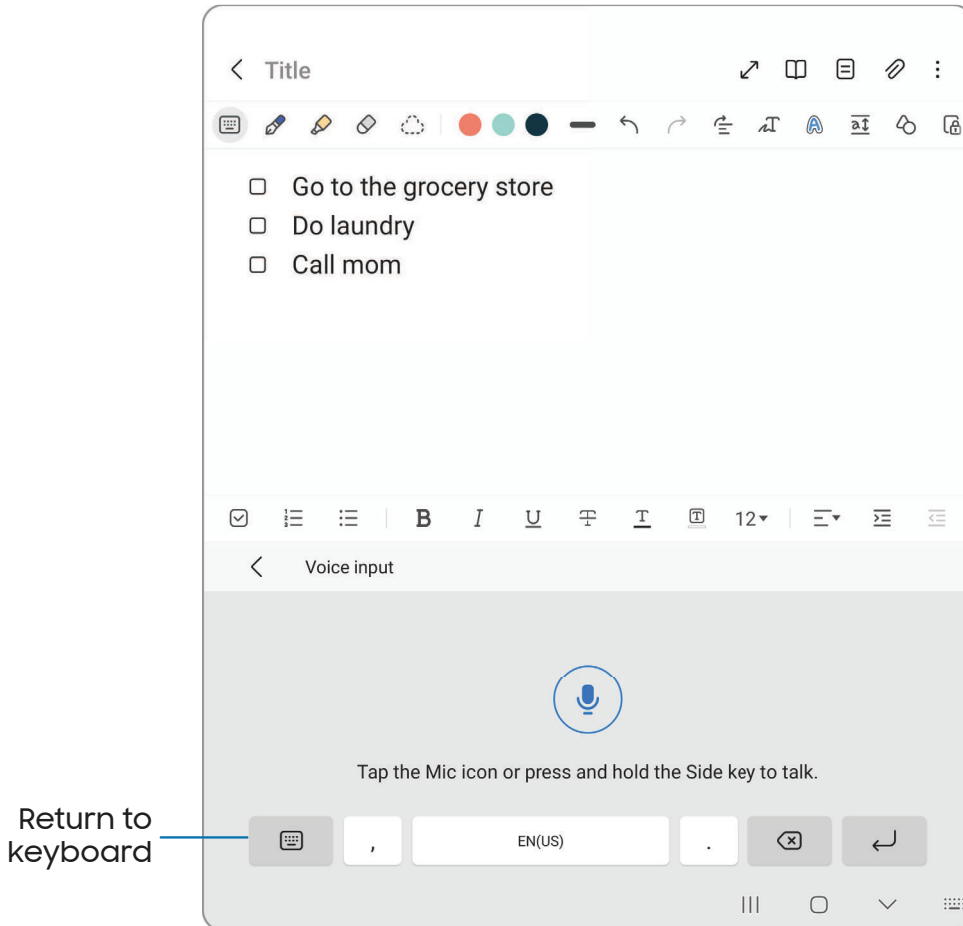 Title
Go to the grocery store
Do laundry
Call mom
B I U T T T 12
Voice input
Tap the Mic icon or press and hold the Side key to talk.
Return to
keyboard
, EN(US) .